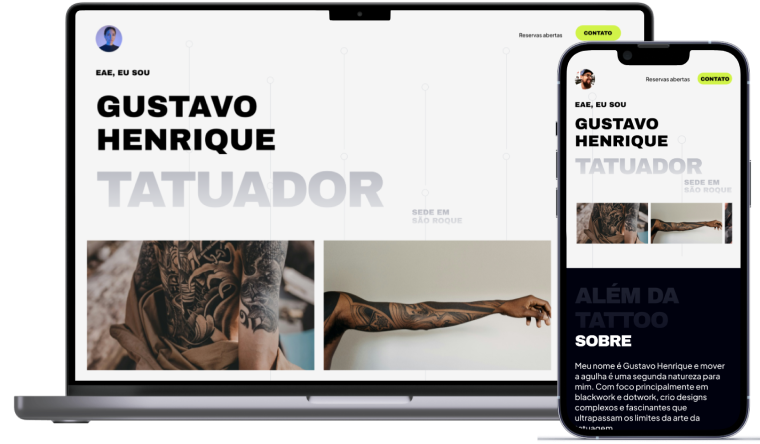 Reservas abertas
CONTATO
EAE, EU SOU
GUSTAVO
HENRIQUE
TATUADOR
SEDE EM
SÃO ROQUE
Reservas abertas
CONTATO
EAE, EU SOU
GUSTAVO
HENRIQUE
TATUADOR
SEDE EM
SÃO ROQUE
ALÉM DA
TATTOO
SOBRE
Meu nome é Gustavo Henrique e mover
a agulha é uma segunda natureza para
mim. Com foco principalmente em
blackwork e dotwork, crio designs
complexos e fascinantes que
ultrapassam os limites da arte da
tatuagem